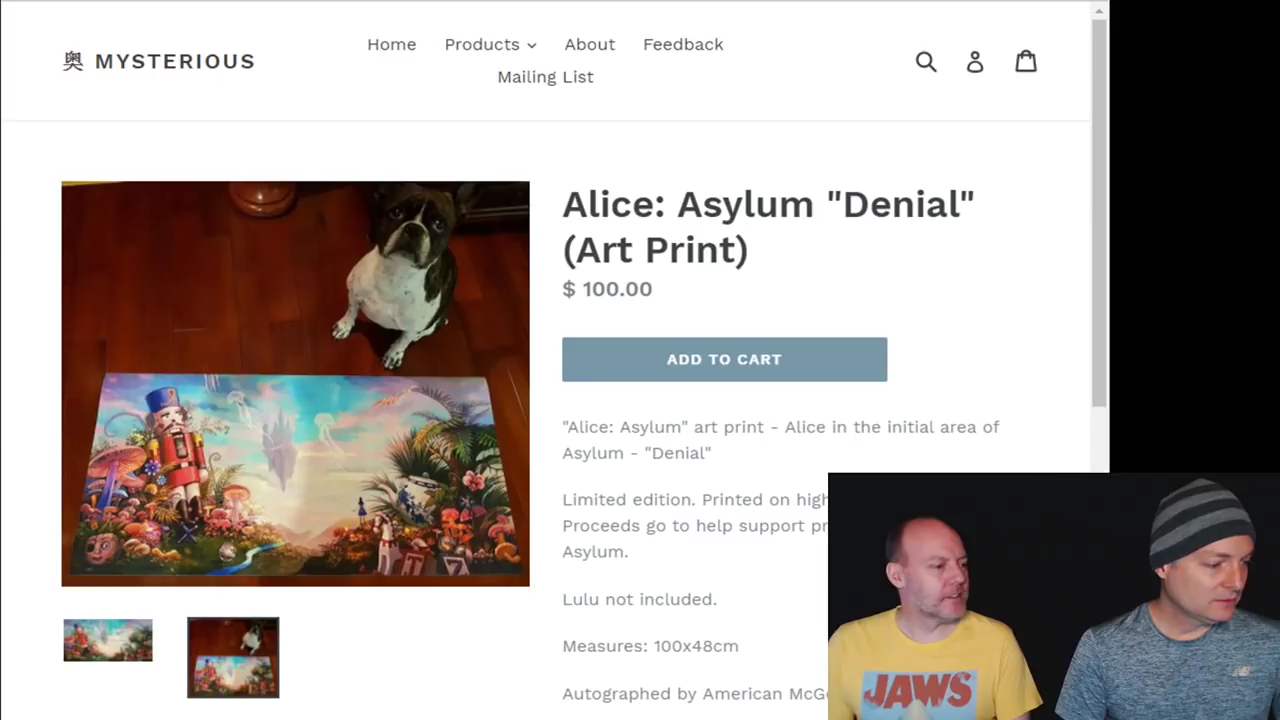 奥 MYSTERIOUS
Home Products About Feedback
Mailing List
Alice: Asylum "Denial"
(Art Print)
$ 100.00
ADD TO CART
"Alice: Asylum" art print - Alice in the initial area of
Asylum - "Denial"
Limited edition. Printed on high
Proceeds go to help support
Asylum.
Lulu not included.
Measures: 100x48cm
Autographed by American
JAWS